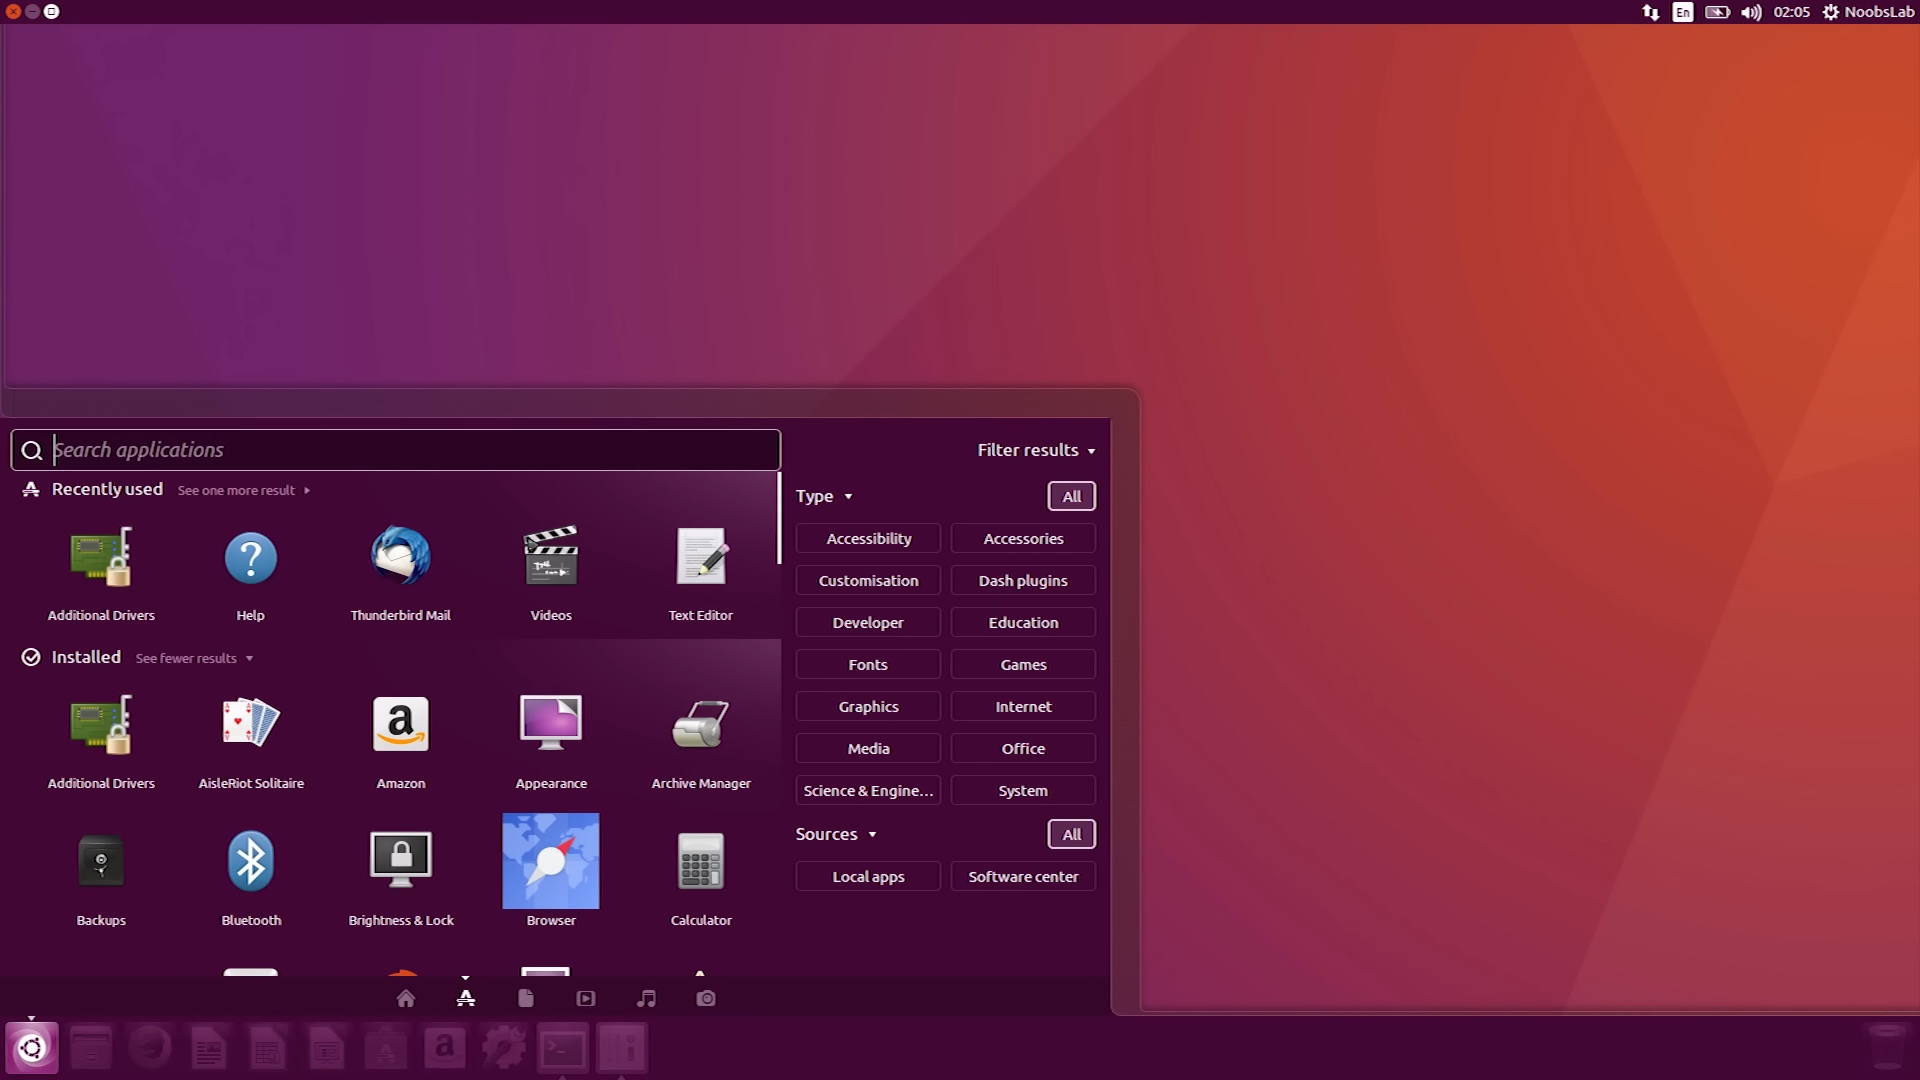 En 02:05 NoobsLab
Search applications
Filter results
Recently used See one more result
Additional Drivers Help Thunderbird Mail Videos Text Editor
Installed See fewer results
Additional Drivers AisleRiot Solitaire Amazon Appearance Archive Manager
Backups Bluetooth Brightness & Lock Browser Calculator
Type All
Accessibility Accessories
Customisation Dash plugins
Developer Education
Fonts Games
Graphics Internet
Media Office
Science & Engine... System
Sources All
Local apps Software center